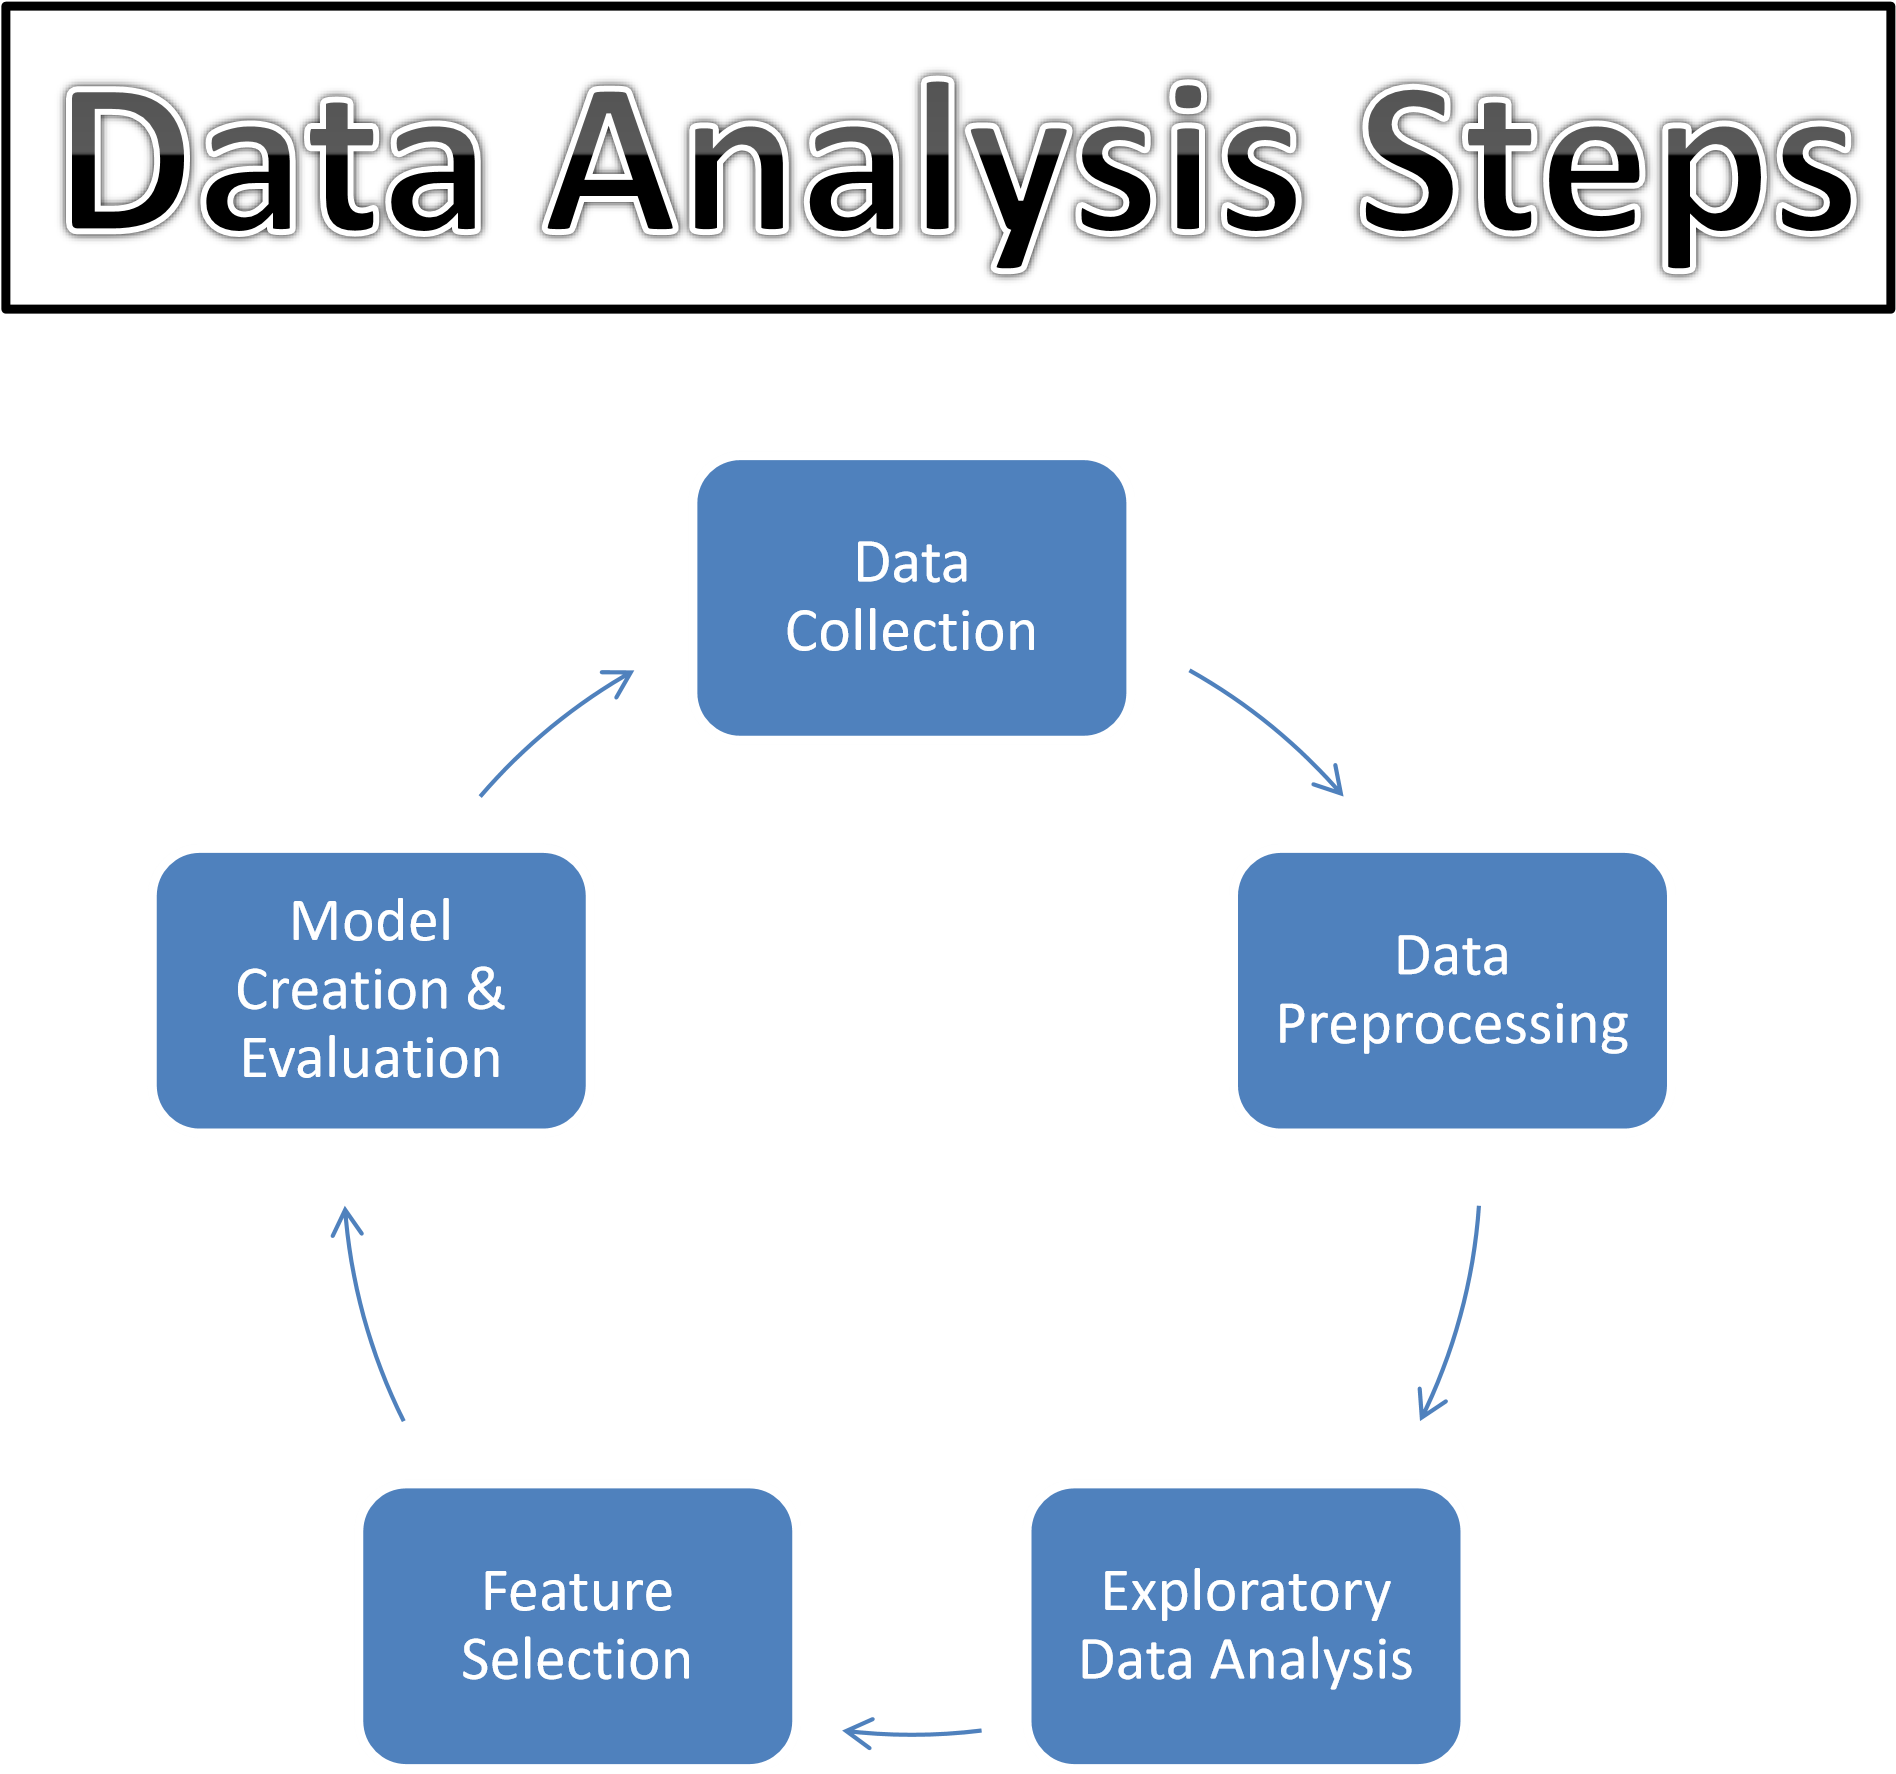 Data Analysis Steps
Data
Collection
Data
Preprocessing
Exploratory
Data Analysis
Feature
Selection
Model
Creation &
Evaluation